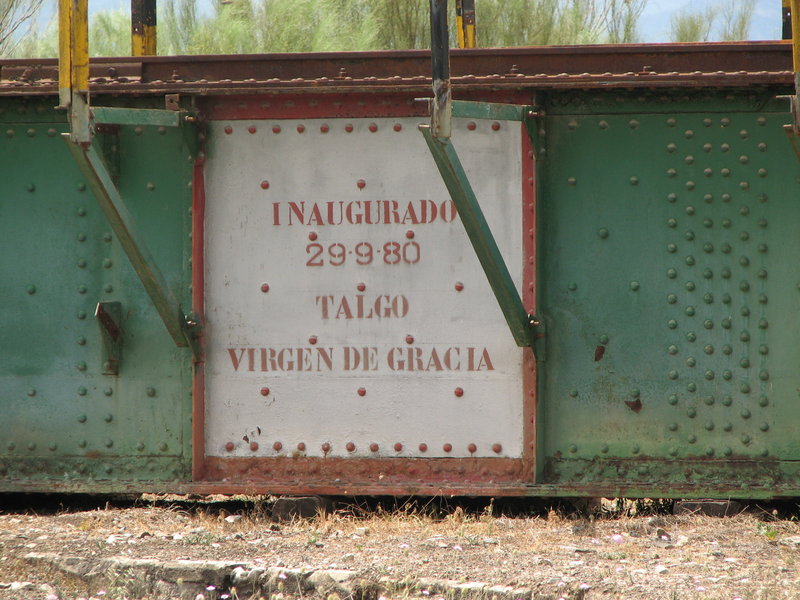 INAUGURADO
29-9-80
TALGO
VIRGEN DE GRACIA